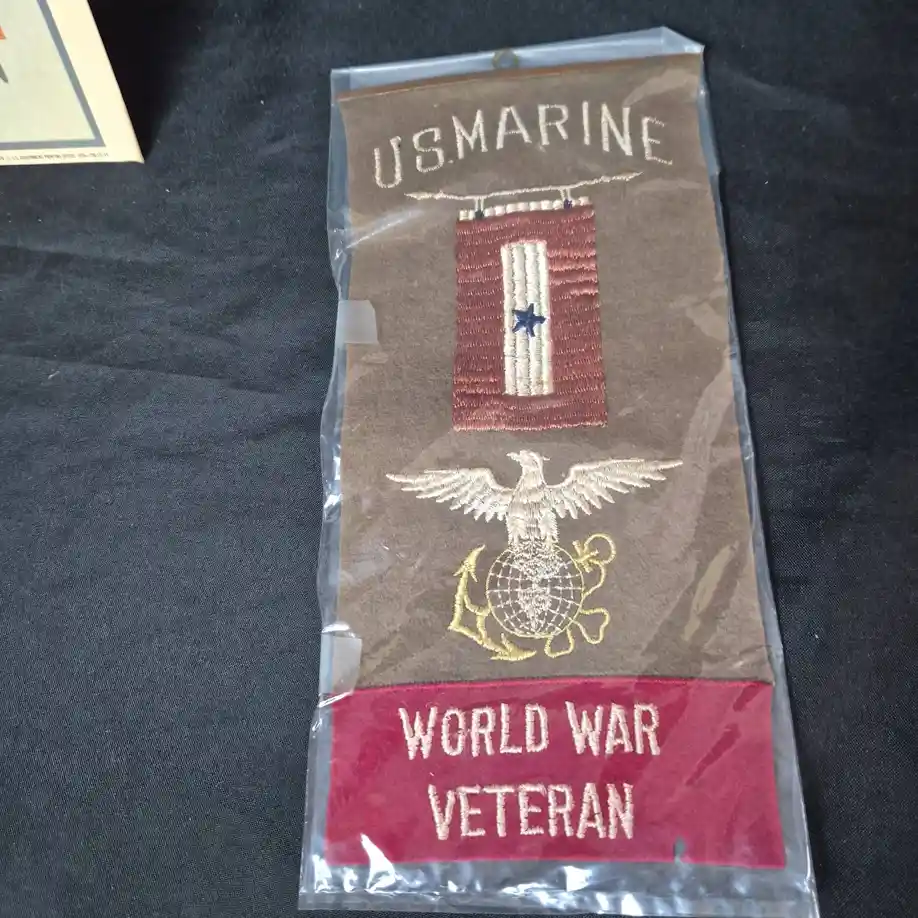 U.S. MARINE
WORLD WAR
VETERAN